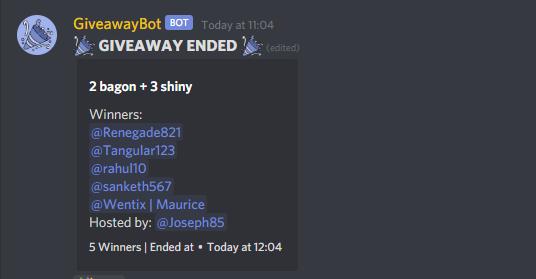 GiveawayBot BOT Today at 11:04
GIVEAWAY ENDED (edited)
2 bagon + 3 shiny
Winners:
@Renegade821
@Tangular123
@rahul10
@sanketh567
@Wentix | Maurice
Hosted by: @Joseph85
5 Winners | Ended at • Today at 12:04